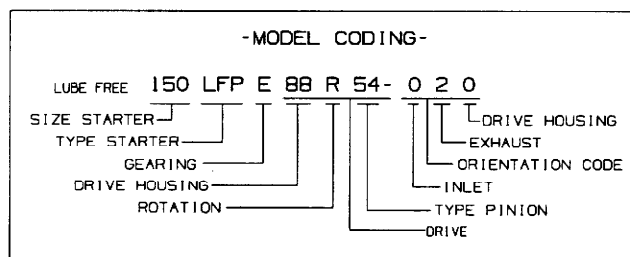 -MODEL CODING-
LUBE FREE 150 LFP E 88 R 54- 0 2 0
SIZE STARTER DRIVE HOUSING
TYPE STARTER EXHAUST
GEARING ORIENTATION CODE
DRIVE HOUSING INLET
ROTATION TYPE PINION
DRIVE